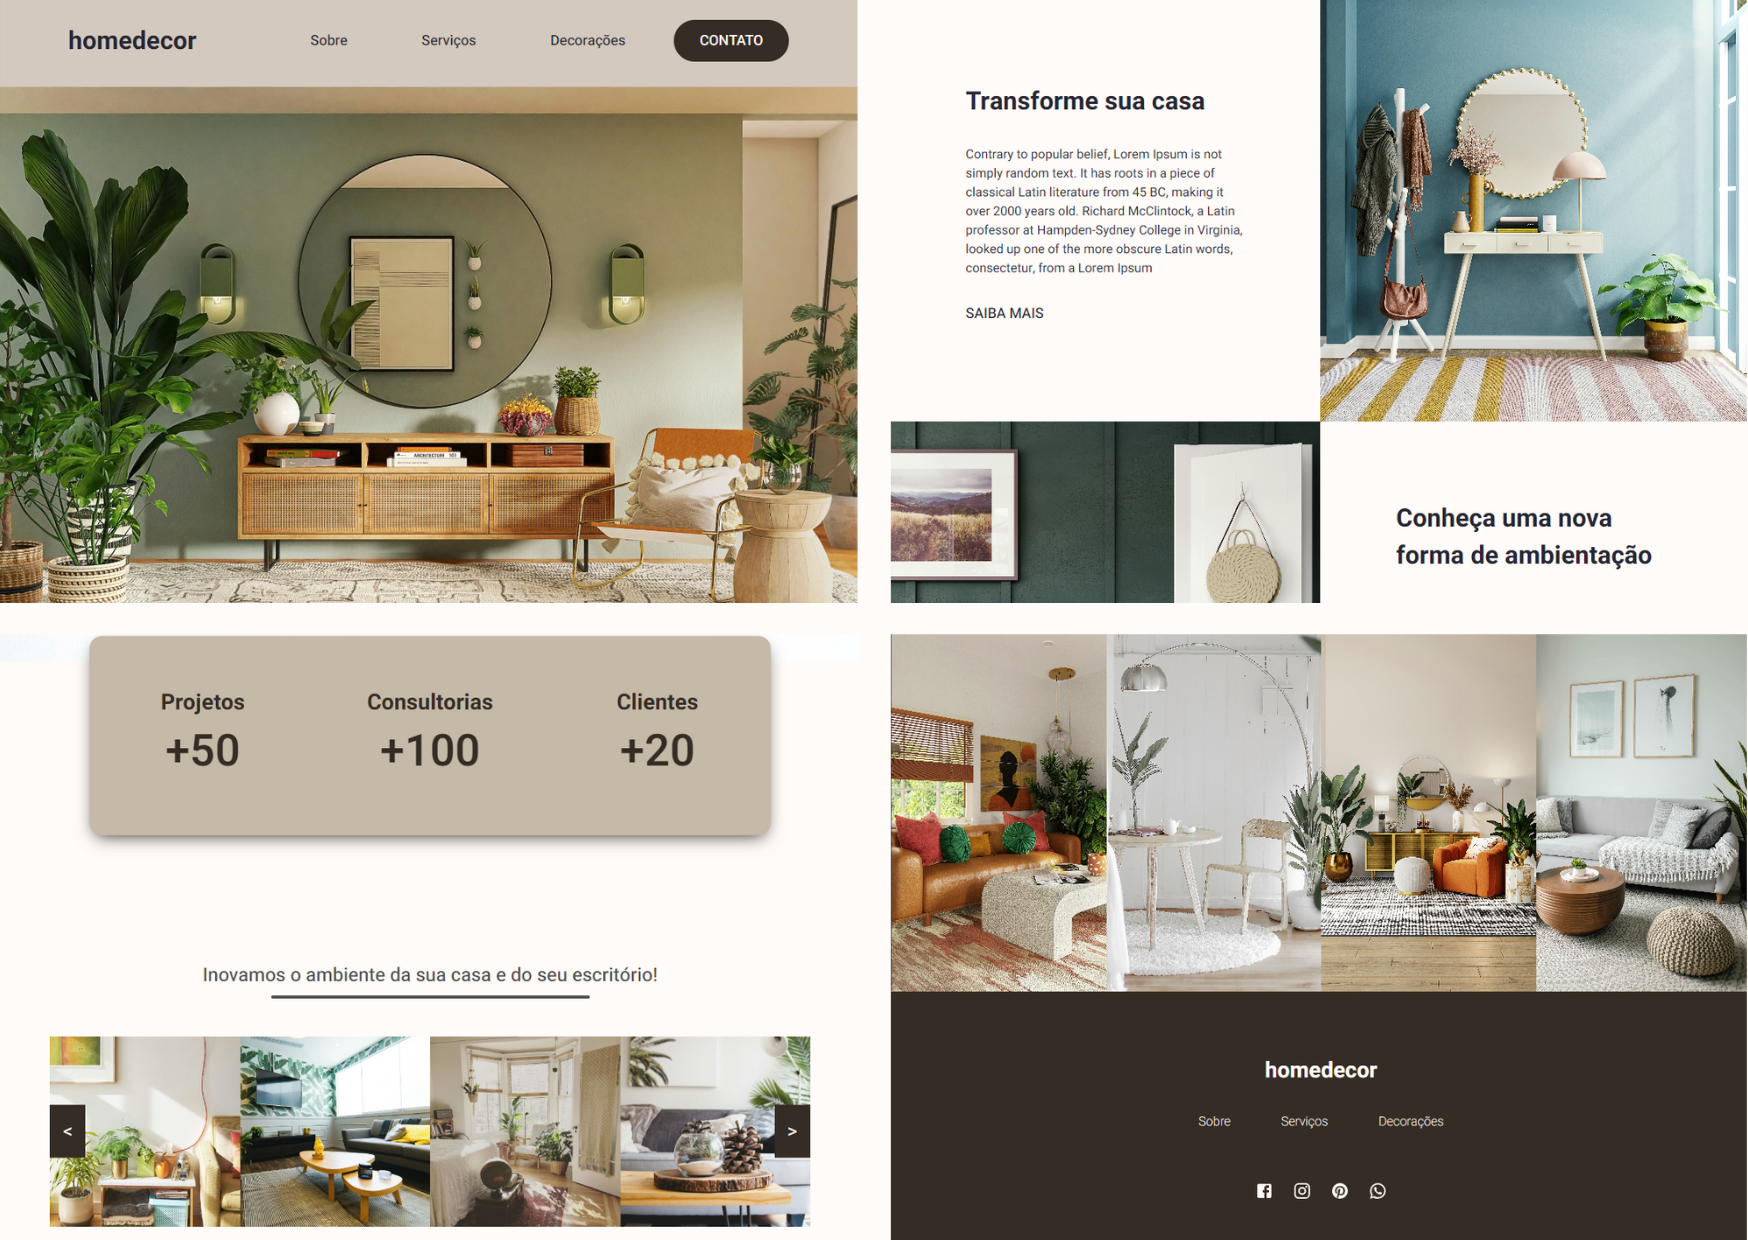 homedecor
Sobre
Serviços
Decorações
CONTATO
ARCHITECTURE
Transforme sua casa
Contrary to popular belief, Lorem Ipsum is not
simply random text. It has roots in a piece of
classical Latin literature from 45 BC, making it
over 2000 years old. Richard McClintock, a Latin
professor at Hampden-Sydney College in Virginia,
looked up one of the more obscure Latin words,
consectetur, from a Lorem Ipsum
SAIBA MAIS
Conheça uma nova
forma de ambientação
Projetos
+50
Consultorias
+100
Clientes
+20
Inovamos o ambiente da sua casa e do seu escritório!
<
>
homedecor
Sobre
Serviços
Decorações